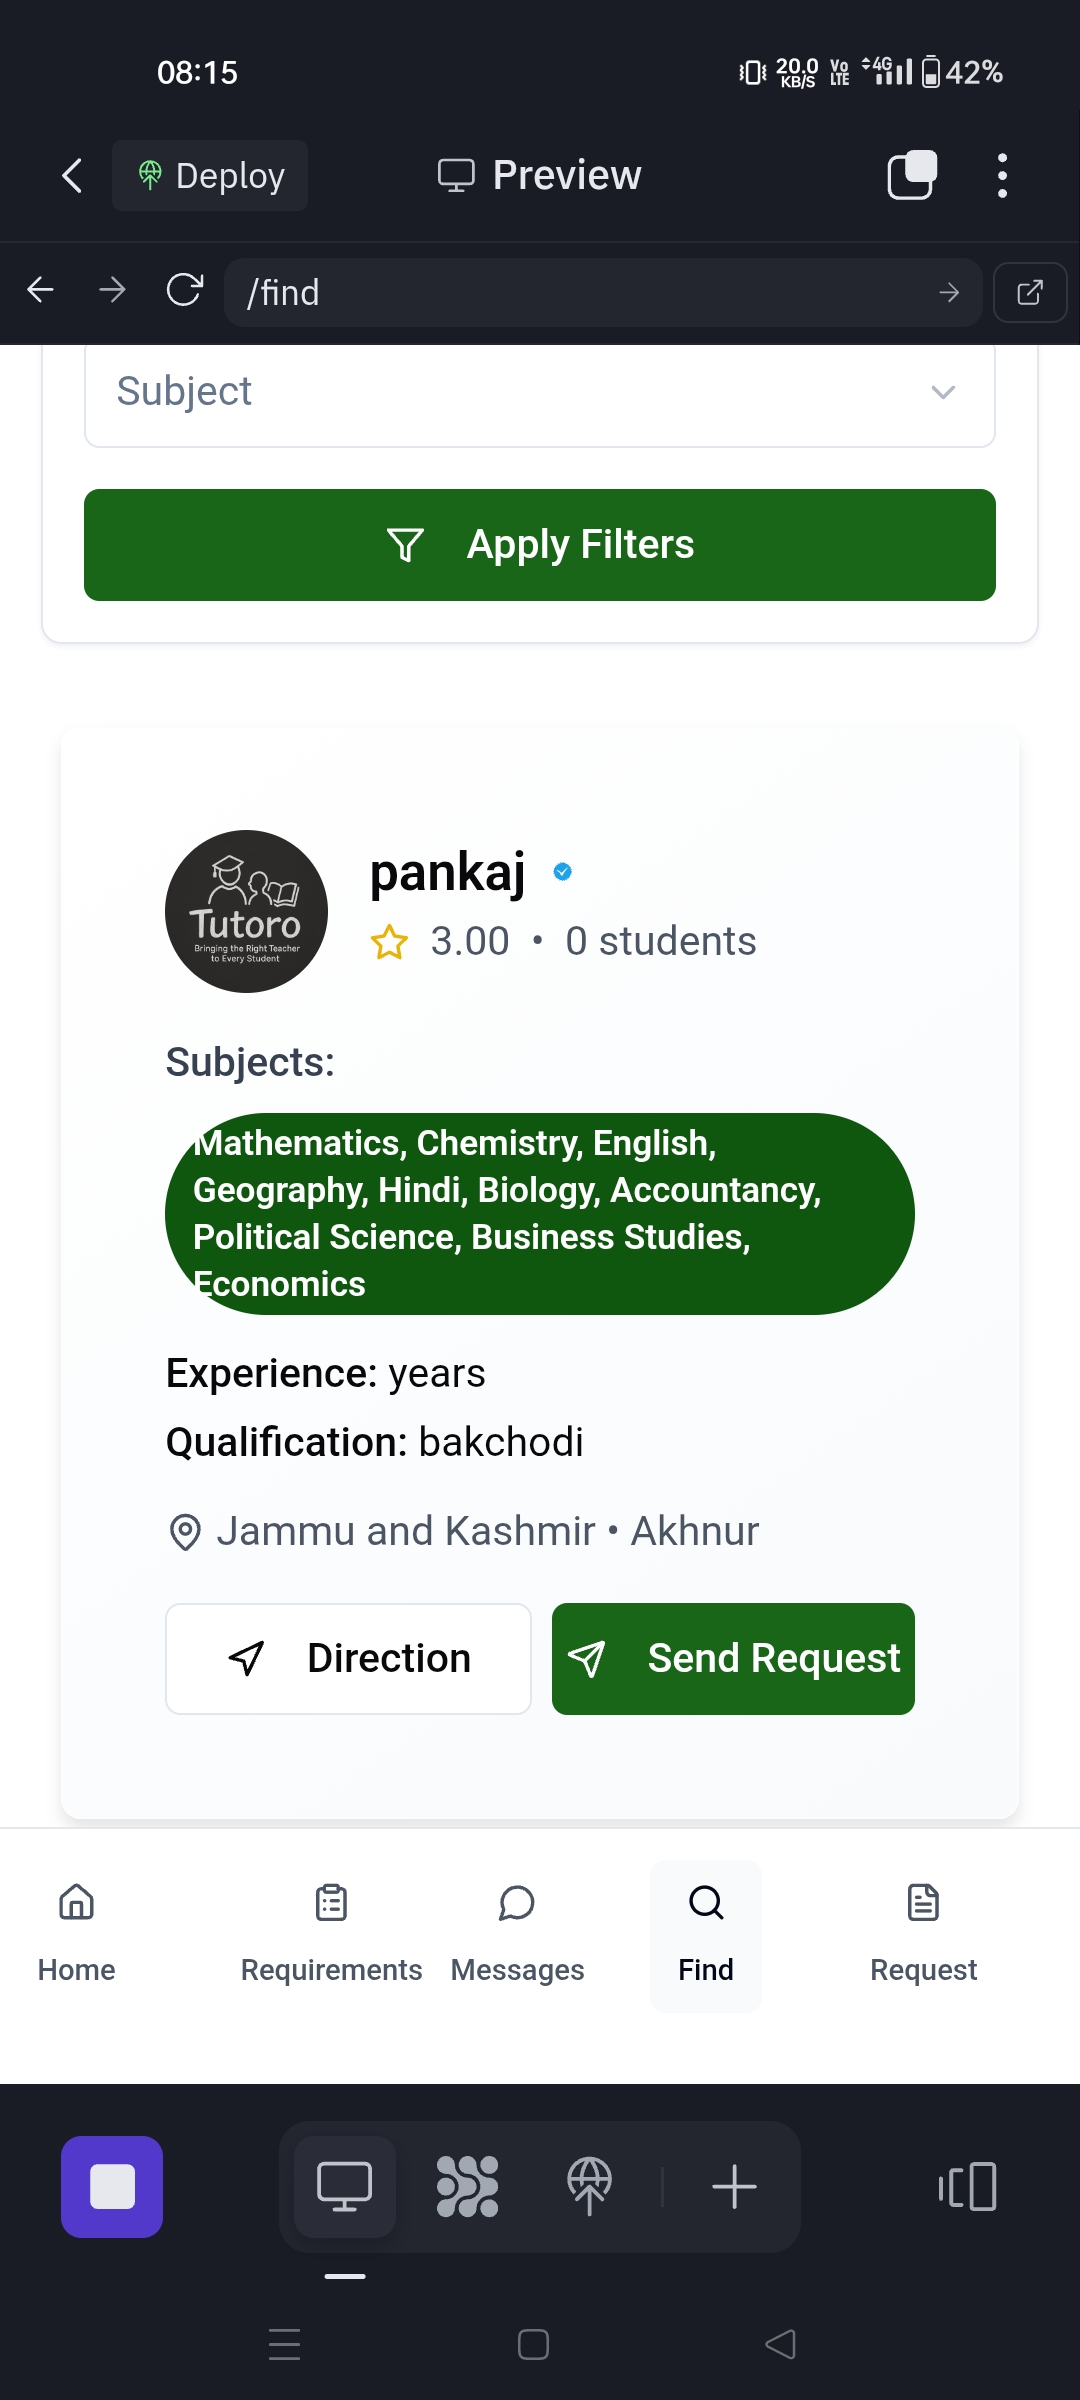 08:15
20.0 KB/S
Vo LTE
4G
42%
Deploy
Preview
/find
Subject
Apply Filters
Tutoro
Bringing the Right Teacher
to Every Student
pankaj
3.00 • 0 students
Subjects:
Mathematics, Chemistry, English,
Geography, Hindi, Biology, Accountancy,
Political Science, Business Studies,
Economics
Experience: years
Qualification: bakchodi
Jammu and Kashmir • Akhnur
Direction
Send Request
Home
Requirements
Messages
Find
Request